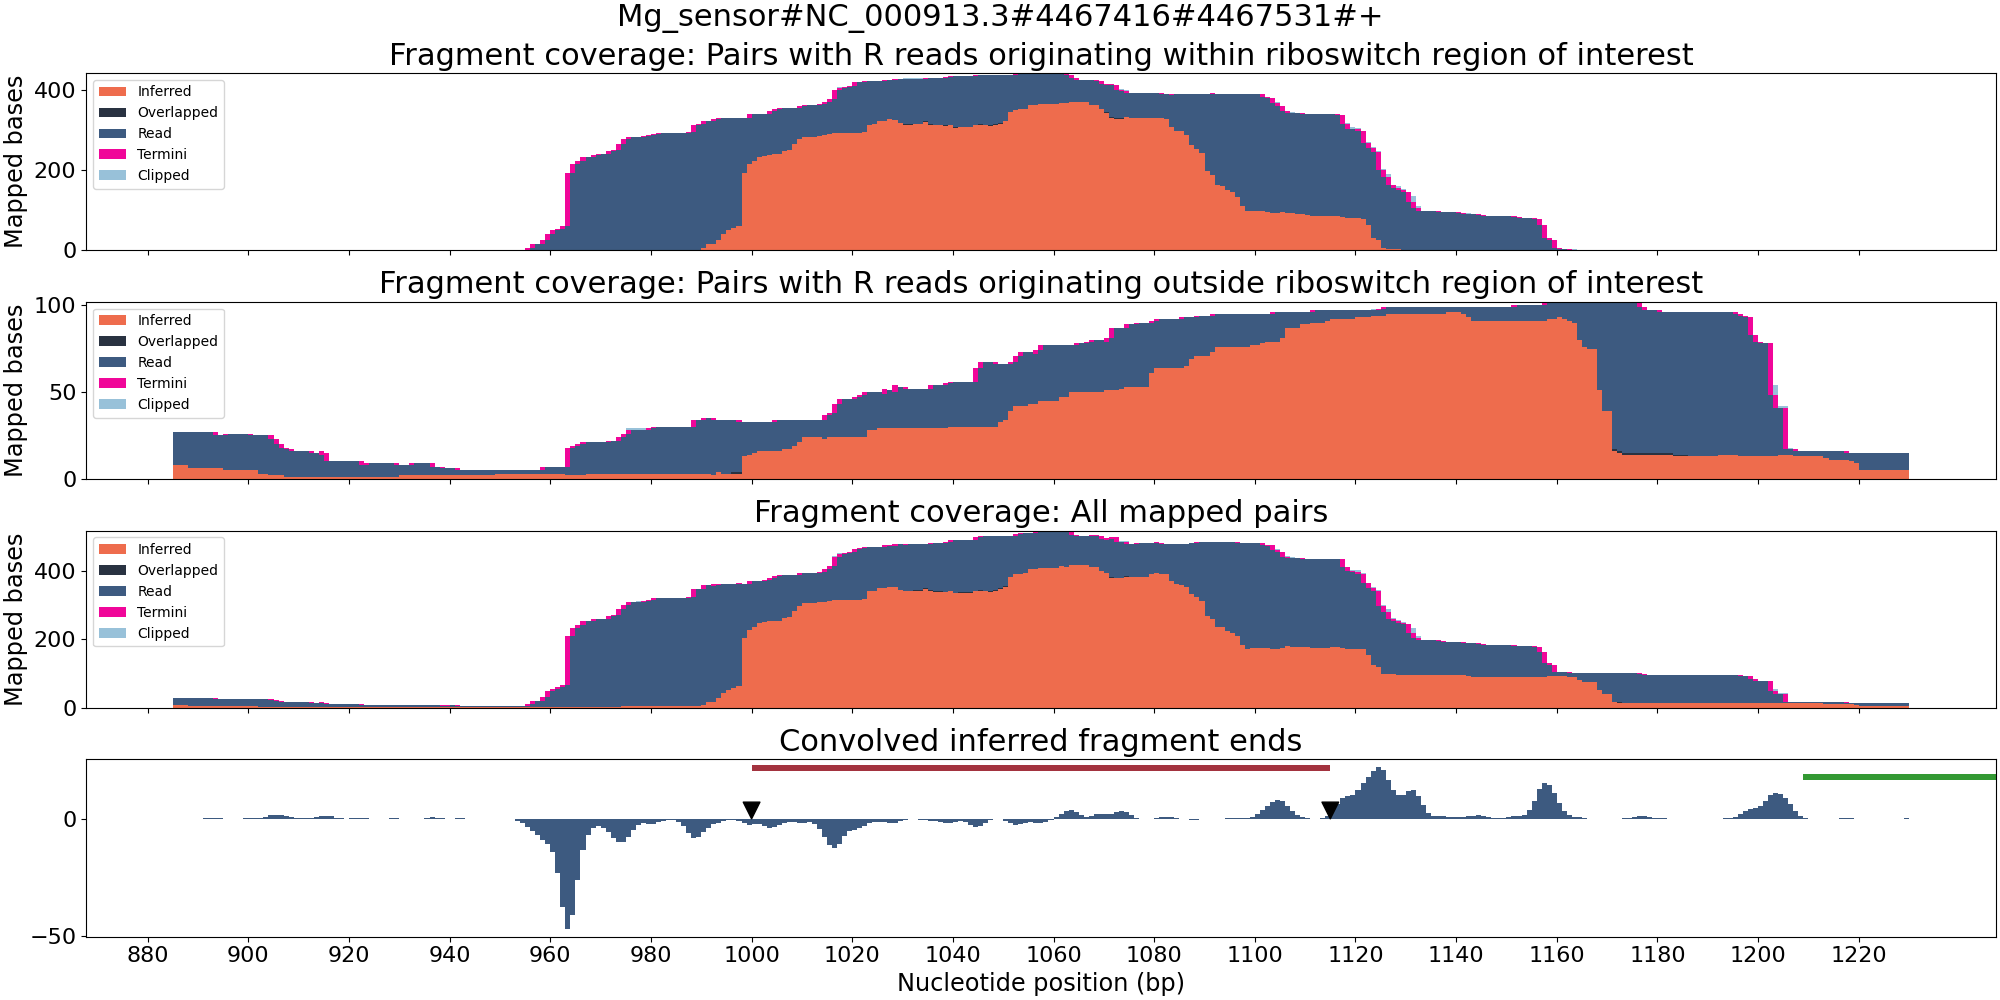 Mg_sensor#NC_000913.3#4467416#4467531#+
Fragment coverage: Pairs with R reads originating within riboswitch region of interest
Mapped bases
400
200
0
Inferred
Overlapped
Read
Termini
Clipped
Fragment coverage: Pairs with R reads originating outside riboswitch region of interest
Mapped bases
100
50
0
Inferred
Overlapped
Read
Termini
Clipped
Fragment coverage: All mapped pairs
Mapped bases
400
200
0
Inferred
Overlapped
Read
Termini
Clipped
Convolved inferred fragment ends
0
−50
880 900 920 940 960 980 1000 1020 1040 1060 1080 1100 1120 1140 1160 1180 1200 1220
Nucleotide position (bp)